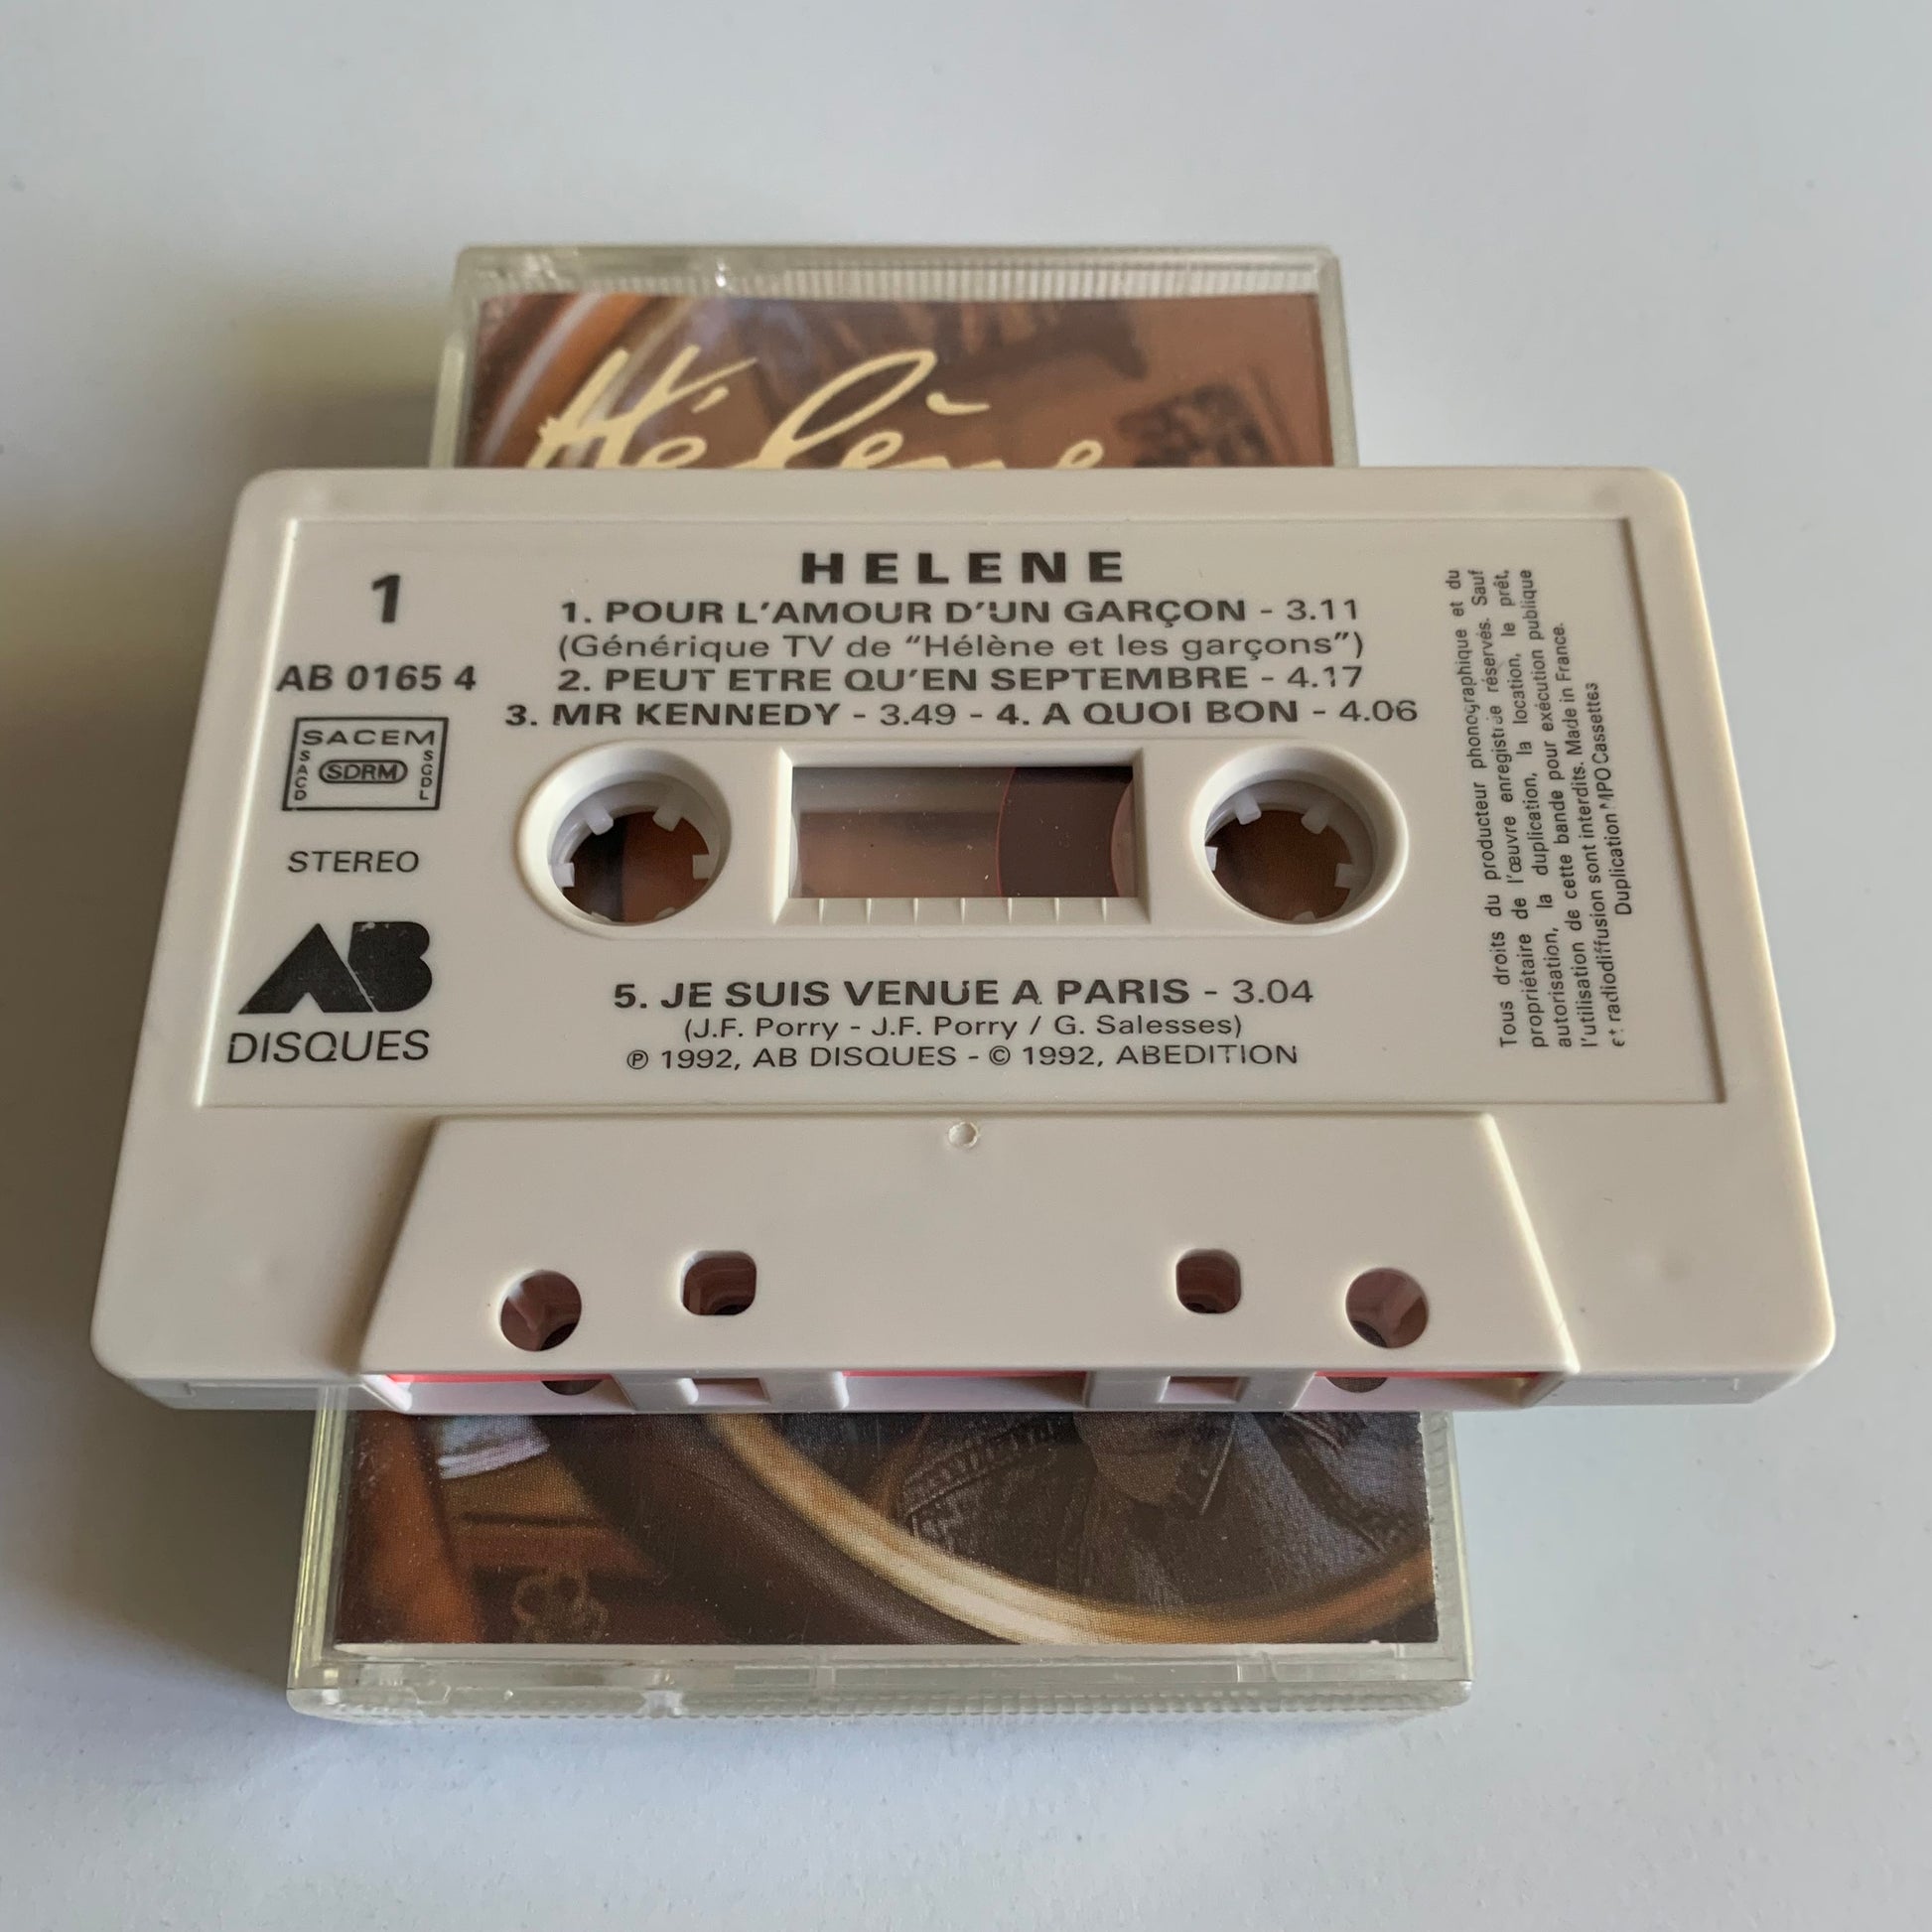 Hélène
HELENE
1
1. POUR L'AMOUR D'UN GARÇON - 3.11
(Générique TV de "Hélène et les garçons")
AB 0165 4
2. PEUT ETRE QU'EN SEPTEMBRE - 4.17
3. MR KENNEDY - 3.49 - 4. A QUOI BON - 4.06
SACEM
SACD
SDRM
SGDL
STEREO
AB
DISQUES
5. JE SUIS VENUE A PARIS - 3.04
(J.F. Porry - J.F. Porry / G. Salesses)
℗ 1992, AB DISQUES - © 1992, ABEDITION
Tous droits du producteur phonographique et du
propriétaire de l'œuvre enregistrée réservés. Sauf
autorisation, la duplication, la location, le prêt,
l'utilisation de cette bande pour exécution publique
et radiodiffusion sont interdits. Made in France.
Duplication MPO Cassettes